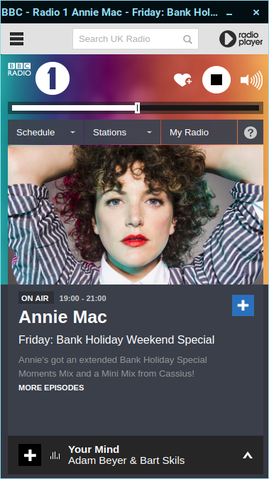 BBC - Radio 1 Annie Mac - Friday: Bank Hol...
Search UK Radio
radio
player
BBC
RADIO
1
Schedule
Stations
My Radio
?
ON AIR 19:00 - 21:00
Annie Mac
Friday: Bank Holiday Weekend Special
Annie's got an extended Bank Holiday Special
Moments Mix and a Mini Mix from Cassius!
MORE EPISODES
Your Mind
Adam Beyer & Bart Skils